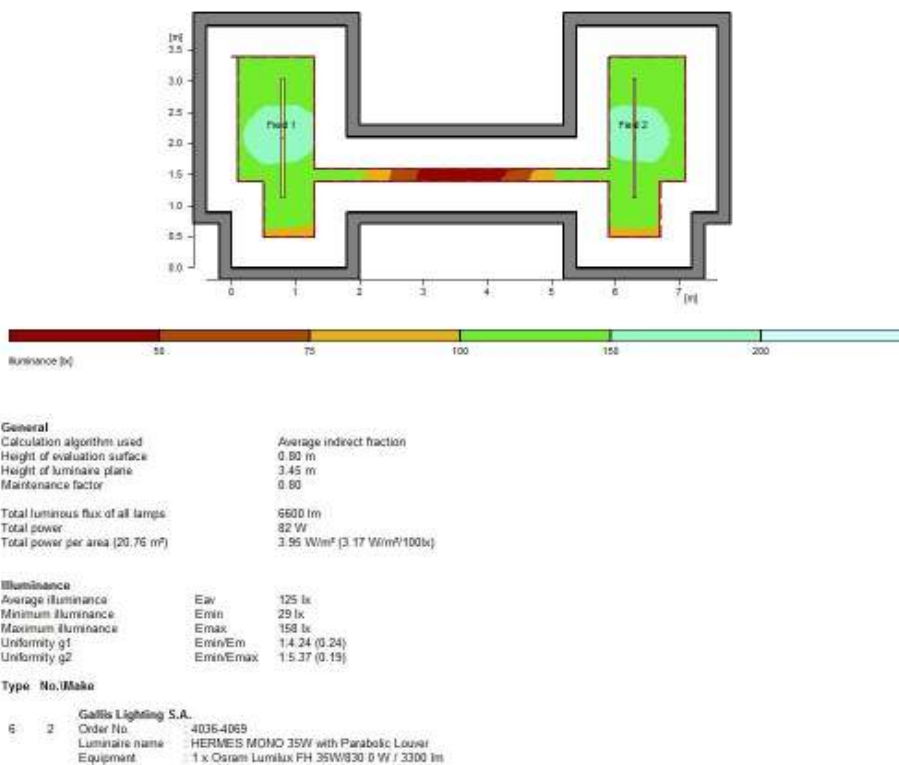 [m]
3.5
3.0
2.5
2.0
1.5
1.0
0.5
0.0
Field 1
Field 2
0 1 2 3 4 5 6 7 [m]
50 75 100 150 200
Illuminance [lx]
General
Calculation algorithm used Average indirect fraction
Height of evaluation surface 0.80 m
Height of luminaire plane 3.45 m
Maintenance factor 0.80
Total luminous flux of all lamps 6600 lm
Total power 82 W
Total power per area (20.76 m²) 3.95 W/m² (3.17 W/m²/100lx)
Illuminance
Average illuminance Eav 125 lx
Minimum illuminance Emin 29 lx
Maximum illuminance Emax 158 lx
Uniformity g1 Emin/Em 1:4.24 (0.24)
Uniformity g2 Emin/Emax 1:5.37 (0.19)
Type No.\Make
Gallis Lighting S.A.
6 2 Order No. : 4036-4069
Luminaire name : HERMES MONO 35W with Parabolic Louver
Equipment : 1 x Osram Lumilux FH 35W/830 0 W / 3300 lm